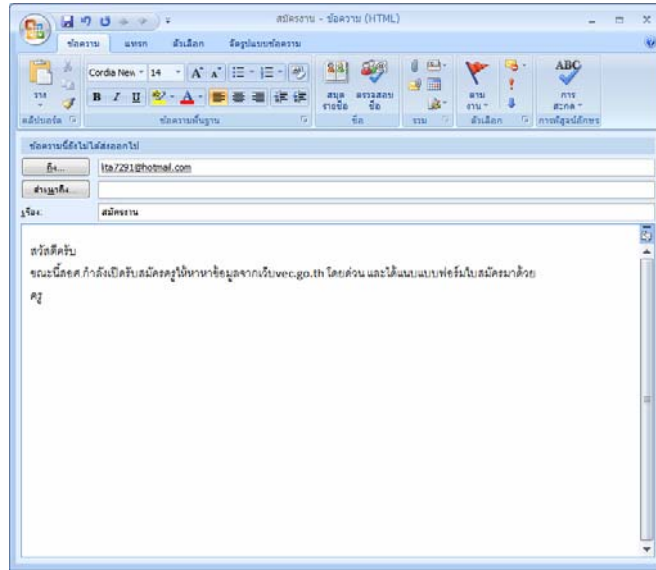 สมัครงาน - ข้อความ (HTML)
ข้อความ แทรก ตัวเลือก จัดรูปแบบข้อความ
Cordia New 14
วาง
B I U
สมุด
รายชื่อ
ตรวจสอบ
ชื่อ
ตาม
งาน
ABC
การ
สะกด
คลิปบอร์ด ข้อความพื้นฐาน ชื่อ รวม ตัวเลือก การพิสูจน์อักษร
ข้อความนี้ยังไม่ได้ส่งออกไป
ถึง... lta7291@hotmail.com
สำเนาถึง...
เรื่อง: สมัครงาน
สวัสดีครับ
ขณะนี้สอศ.กำลังเปิดรับสมัครครูให้หาหาข้อมูลจากเว็บvec.go.th โดยด่วน และได้แนบแบบฟอร์มใบสมัครมาด้วย
ครู